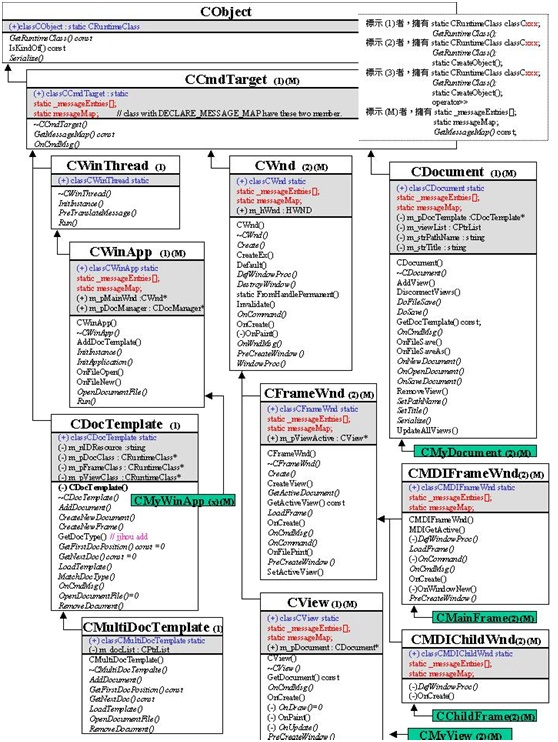 CObject
(+)classCObject : static CRuntimeClass
GetRuntimeClass() const
IsKindOf() const
Serialize()
標示 (1)者，擁有 static CRuntimeClass classCxxx;
GetRuntimeClass();
標示 (2)者，擁有 static CRuntimeClass classCxxx;
GetRuntimeClass();
static CreateObject();
標示 (3)者，擁有 static CRuntimeClass classCxxx;
GetRuntimeClass();
static CreateObject();
operator>>
標示 (M)者，擁有 static _messageEntries[];
static messageMap;
GetMessageMap() const;
CCmdTarget (1)(M)
(+) classCCmdTarget : static
static _messageEntries[];
static messageMap; // class with DECLARE_MESSAGE_MAP have these two member.
~CCmdTarget()
GetMessageMap() const
OnCmdMsg()
CWinThread (1)
(+) classCWinThread static
~CWinThread()
InitInstance()
PreTranslateMessage()
Run()
CWinApp (1)(M)
(+) classCWinApp static
static _messageEntries[];
static messageMap;
(+) m_pMainWnd :CWnd*
(+) m_pDocManager : CDocManager*
CWinApp()
~CWinApp()
AddDocTemplate()
InitInstance()
InitApplication()
OnFileOpen()
OnFileNew()
OpenDocumentFile()
Run()
CDocTemplate (1)
(+) classCDocTemplate static
(-) m_nIDResource :string
(-) m_pDocClass : CRuntimeClass*
(-) m_pFrameClass : CRuntimeClass*
(-) m_pViewClass : CRuntimeClass*
(-) CDocTemplate()
~CDocTemplate()
AddDocument()
CreateNewDocument()
CreateNewFrame()
GetDocType() // jjhou add
GetFirstDocPosition() const =0
GetNextDoc() const =0
LoadTemplate()
MatchDocType()
OnCmdMsg()
OpenDocumentFile()=0
RemoveDocument()
CMyWinApp (x)(M)
CMultiDocTemplate (1)
(+) classCMultiDocTemplate static
(-) m_docList : CPtrList
CMultiDocTemplate()
~CMultiDocTempalte()
AddDocument()
GetFirstDocPosition() const
GetNextDoc() const
LoadTemplate()
OpenDocumentFile()
RemoveDocument()
CWnd (2)(M)
(+) classCWnd static
static _messageEntries[];
static messageMap;
(+) m_hWnd : HWND
CWnd()
~CWnd()
Create()
CreateEx()
Default()
DefWindowProc()
DestroyWindow()
static FromHandlePermanent()
Invalidate()
OnCommand()
OnCreate()
(-)OnPaint()
OnWndMsg()
PreCreateWindow()
WindowProc()
CFrameWnd (2)(M)
(+) classCFrameWnd static
static _messageEntries[];
static messageMap;
(+) m_pViewActive : CView*
CFrameWnd()
~CFrameWnd()
Create()
CreateView()
GetActiveDocument()
GetActiveView() const
LoadFrame()
OnCreate()
OnCmdMsg()
OnCommand()
OnFilePrint()
PreCreateWindow()
SetActiveView()
CView (1)(M)
(+) classCView static
static _messageEntries[];
static messageMap;
(+) m_pDocument : CDocument*
CView()
~CView()
GetDocument() const
OnCmdMsg()
OnCreate()
(-) OnDraw()=0
(-) OnPaint()
(-) OnUpdate()
(-) PreCreateWindow()
CDocument (1)(M)
(+) classCDocument static
static _messageEntries[];
static messageMap;
(-) m_pDocTemplate :CDocTemplate*
(-) m_viewList : CPtrList
(-) m_strPathName : string
(-) m_strTitle : string
CDocument()
~CDocument()
AddView()
DisconnectViews()
DoFileSave()
DoSave()
GetDocTemplate() const;
OnCmdMsg()
OnFileSave()
OnFileSaveAs()
OnNewDocument()
OnOpenDocument()
OnSaveDocument()
RemoveView()
SetPathName()
SetTitle()
Serialize()
UpdateAllViews()
CMyDocument (2)(M)
CMDIFrameWnd(2)(M)
(+) classCMDIFrameWnd static
static _messageEntries[];
static messageMap;
CMDIFrameWnd()
MDIGetActive()
(-)DefWindowProc()
LoadFrame()
(-)OnCommand()
OnCmdMsg()
OnCreate()
(-)OnWindowNew()
PreCreateWindow()
CMainFrame(2)(M)
CMDIChildWnd(2)(M)
(+) classCMDIChildWnd static
static _messageEntries[];
static messageMap;
(-)DefWindowProc()
(-)OnCreate()
CChildFrame(2)(M)
CMyView (2)(M)